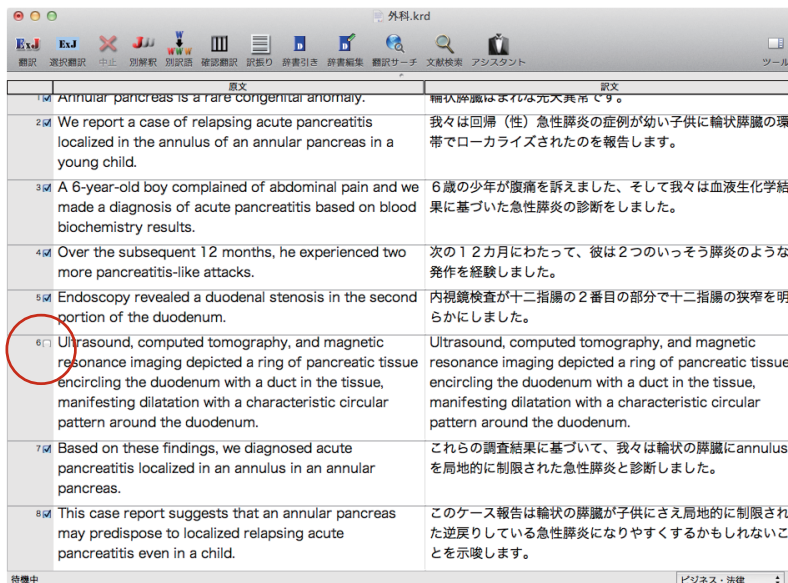 外科.krd
ExJ ExJ JJ W WWW D D
翻訳 選択翻訳 中止 別解釈 別訳語 確認翻訳 訳振り 辞書引き 辞書編集 翻訳サーチ 文献検索 アシスタント ツール
原文 訳文
1 Annular pancreas is a rare congenital anomaly.
輪状膵臓はまれな先天異常です。
2 We report a case of relapsing acute pancreatitis
localized in the annulus of an annular pancreas in a
young child.
我々は回帰（性）急性膵炎の症例が幼い子供に輪状膵臓の環
帯でローカライズされたのを報告します。
3 A 6-year-old boy complained of abdominal pain and we
made a diagnosis of acute pancreatitis based on blood
biochemistry results.
６歳の少年が腹痛を訴えました、そして我々は血液生化学結
果に基づいた急性膵炎の診断をしました。
4 Over the subsequent 12 months, he experienced two
more pancreatitis-like attacks.
次の１２カ月にわたって、彼は２つのいっそう膵炎のような
発作を経験しました。
5 Endoscopy revealed a duodenal stenosis in the second
portion of the duodenum.
内視鏡検査が十二指腸の２番目の部分で十二指腸の狭窄を明
らかにしました。
6 Ultrasound, computed tomography, and magnetic
resonance imaging depicted a ring of pancreatic tissue
encircling the duodenum with a duct in the tissue,
manifesting dilatation with a characteristic circular
pattern around the duodenum.
Ultrasound, computed tomography, and magnetic
resonance imaging depicted a ring of pancreatic tissue
encircling the duodenum with a duct in the tissue,
manifesting dilatation with a characteristic circular
pattern around the duodenum.
7 Based on these findings, we diagnosed acute
pancreatitis localized in an annulus in an annular
pancreas.
これらの調査結果に基づいて、我々は輪状の膵臓にannulus
を局地的に制限された急性膵炎と診断しました。
8 This case report suggests that an annular pancreas
may predispose to localized relapsing acute
pancreatitis even in a child.
このケース報告は輪状の膵臓が子供にさえ局地的に制限され
た逆戻りしている急性膵炎になりやすくするかもしれないこ
とを示唆します。
待機中 ビジネス・法律